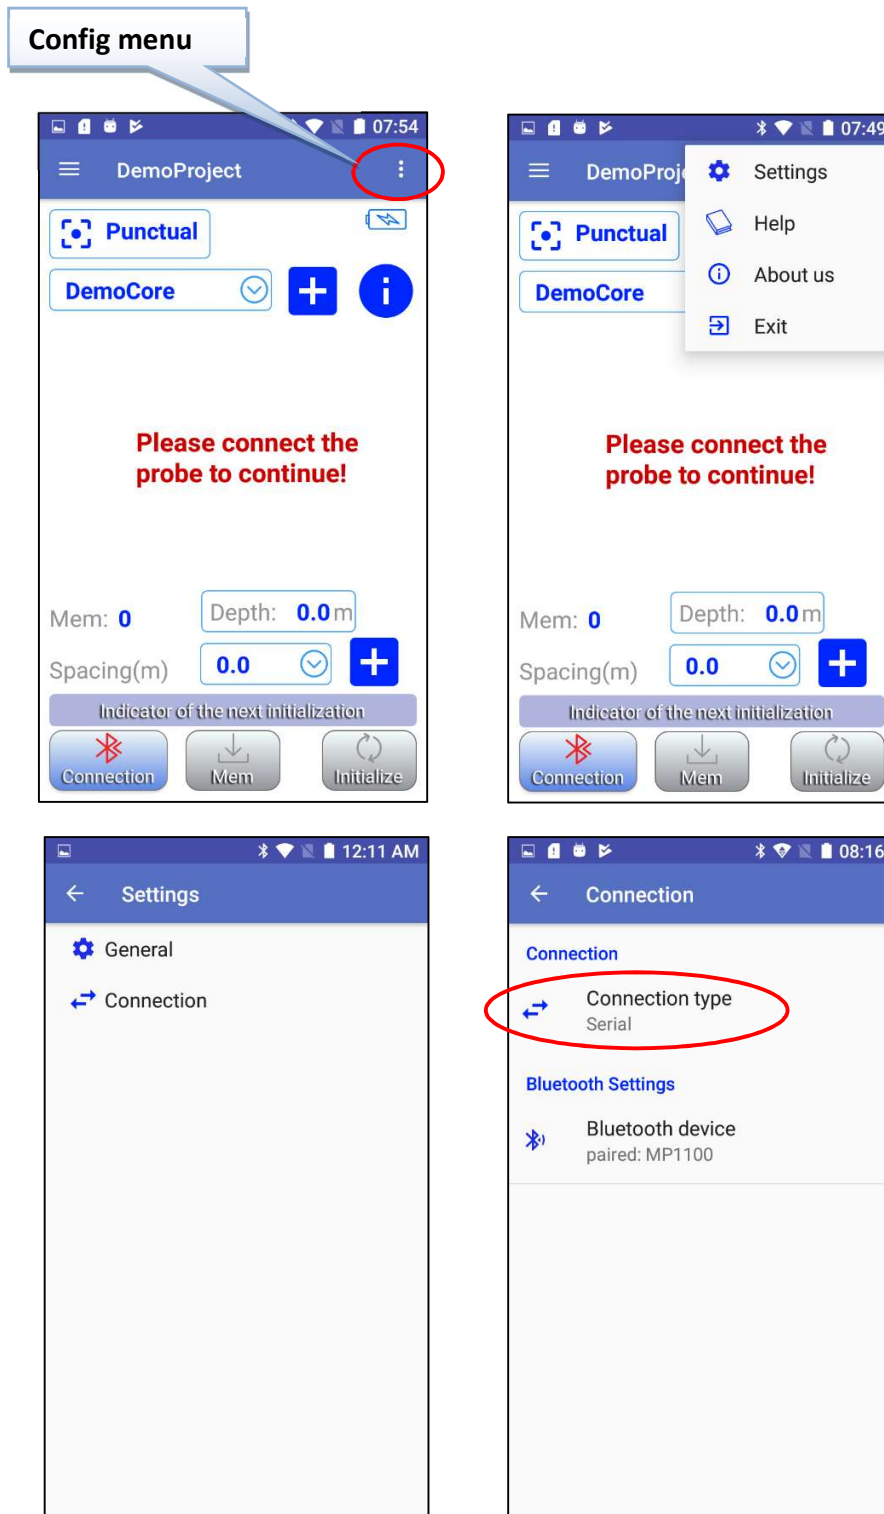 Config menu
07:54
DemoProject
Punctual
DemoCore
Please connect the
probe to continue!
Mem: 0
Depth: 0.0 m
Spacing(m)
0.0
Indicator of the next initialization
Connection
Mem
Initialize
07:49
DemoProj
Settings
Punctual
Help
DemoCore
About us
Exit
Please connect the
probe to continue!
Mem: 0
Depth: 0.0 m
Spacing(m)
0.0
Indicator of the next initialization
Connection
Mem
Initialize
12:11 AM
Settings
General
Connection
08:16
Connection
Connection
Connection type
Serial
Bluetooth Settings
Bluetooth device
paired: MP1100